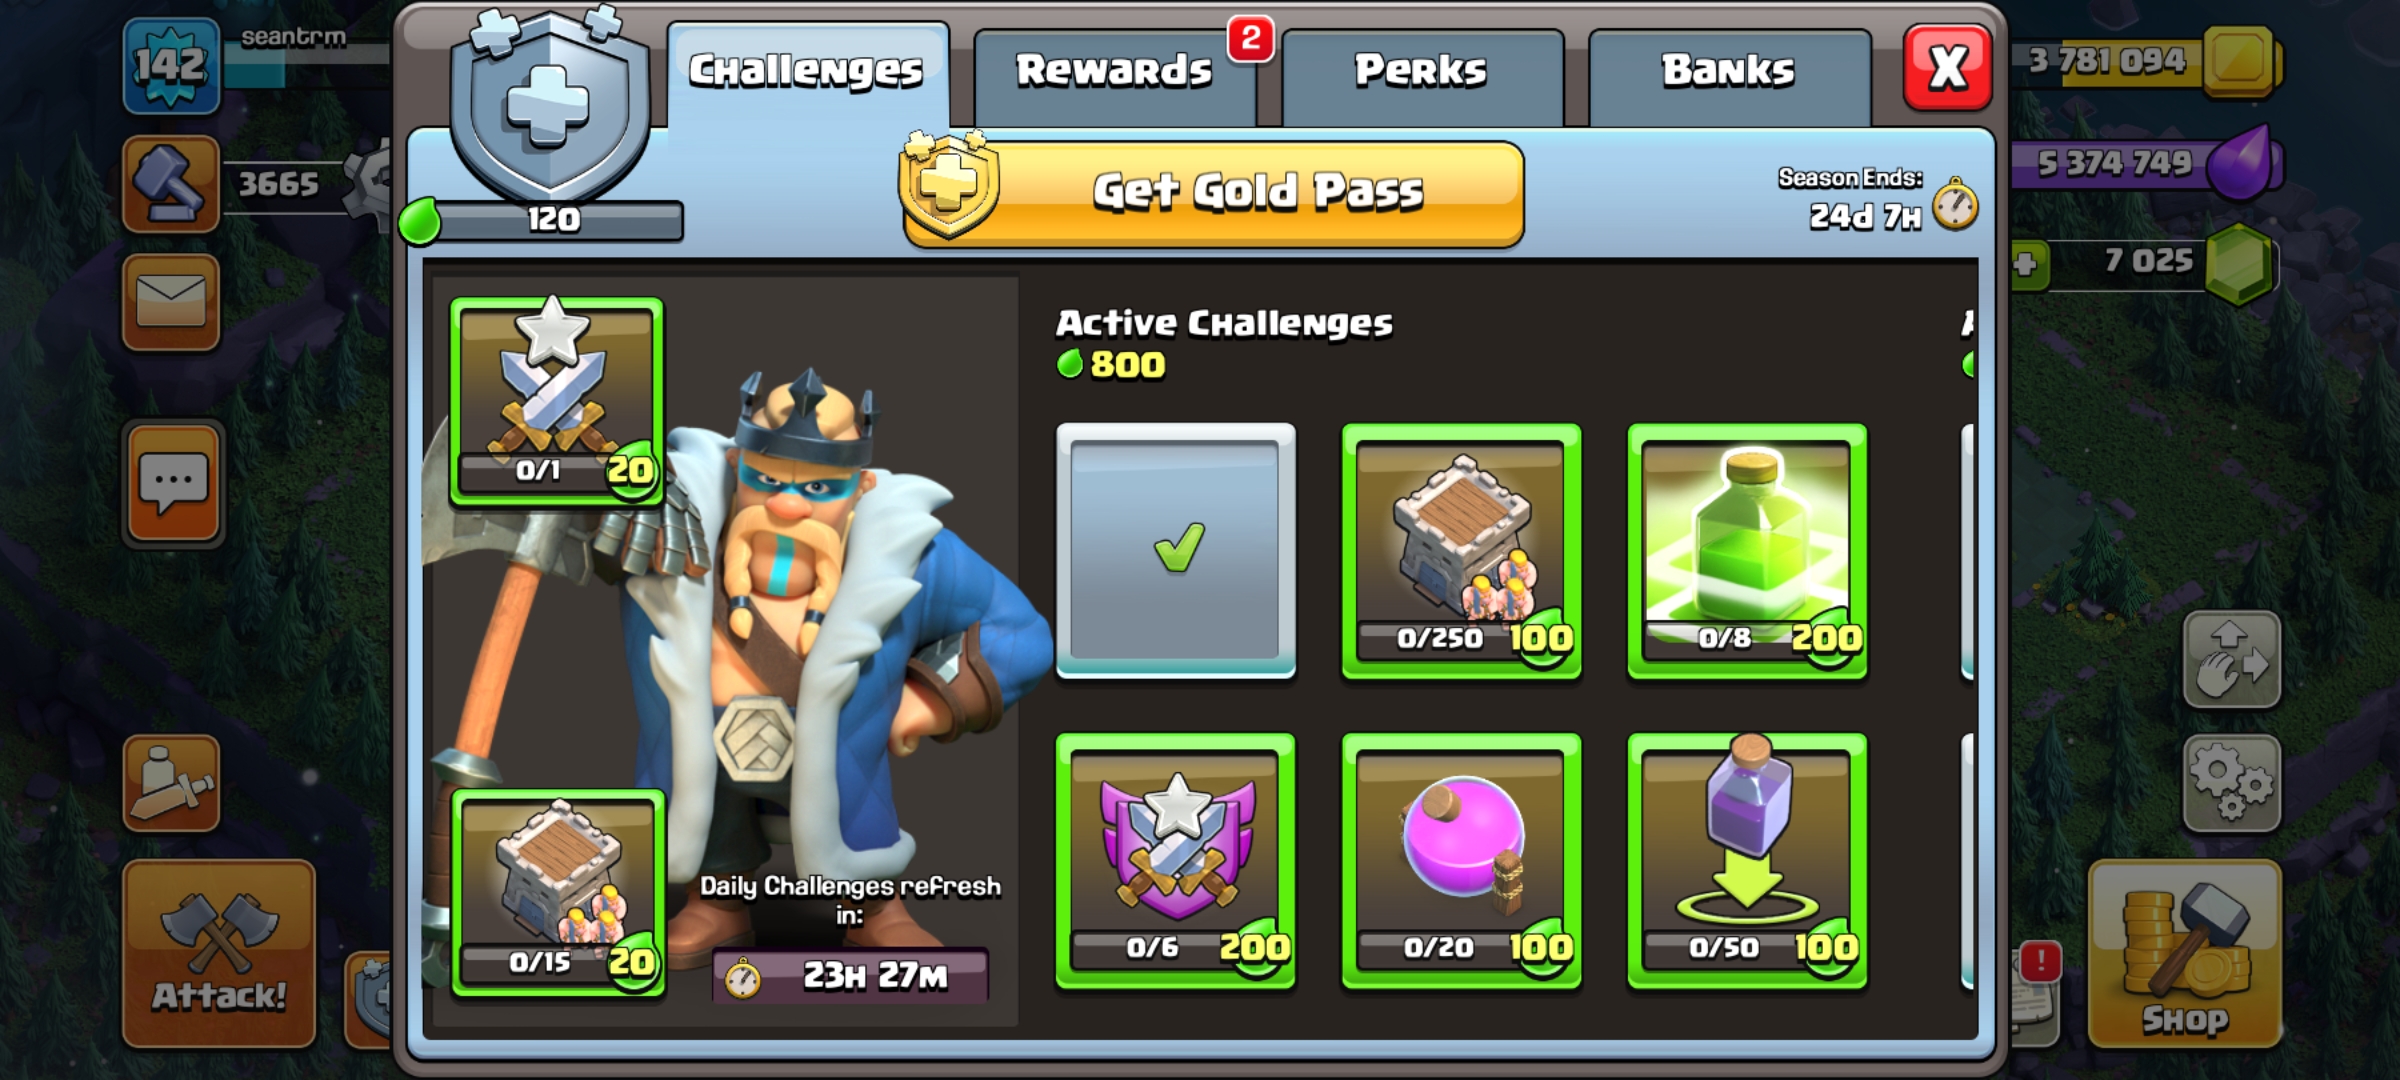 142
seantrm
3665
Challenges
Rewards
2
Perks
Banks
X
3 781 094
5 374 749
7 025
120
Get Gold Pass
Season Ends:
24d 7H
Active Challenges
800
0/1
20
0/250
100
0/8
200
0/15
20
Daily Challenges refresh
in:
23H 27M
0/6
200
0/20
100
0/50
100
Attack!
!
Shop